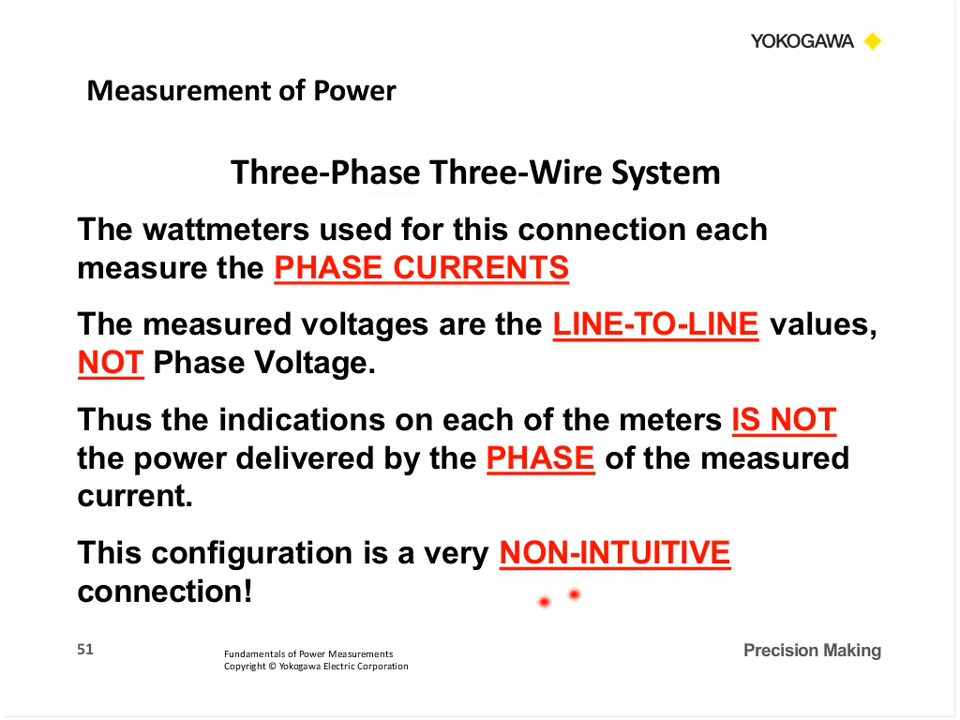 YOKOGAWA
Measurement of Power
Three-Phase Three-Wire System
The wattmeters used for this connection each
measure the PHASE CURRENTS
The measured voltages are the LINE-TO-LINE values,
NOT Phase Voltage.
Thus the indications on each of the meters IS NOT
the power delivered by the PHASE of the measured
current.
This configuration is a very NON-INTUITIVE
connection!
51
Fundamentals of Power Measurements
Copyright © Yokogawa Electric Corporation
Precision Making